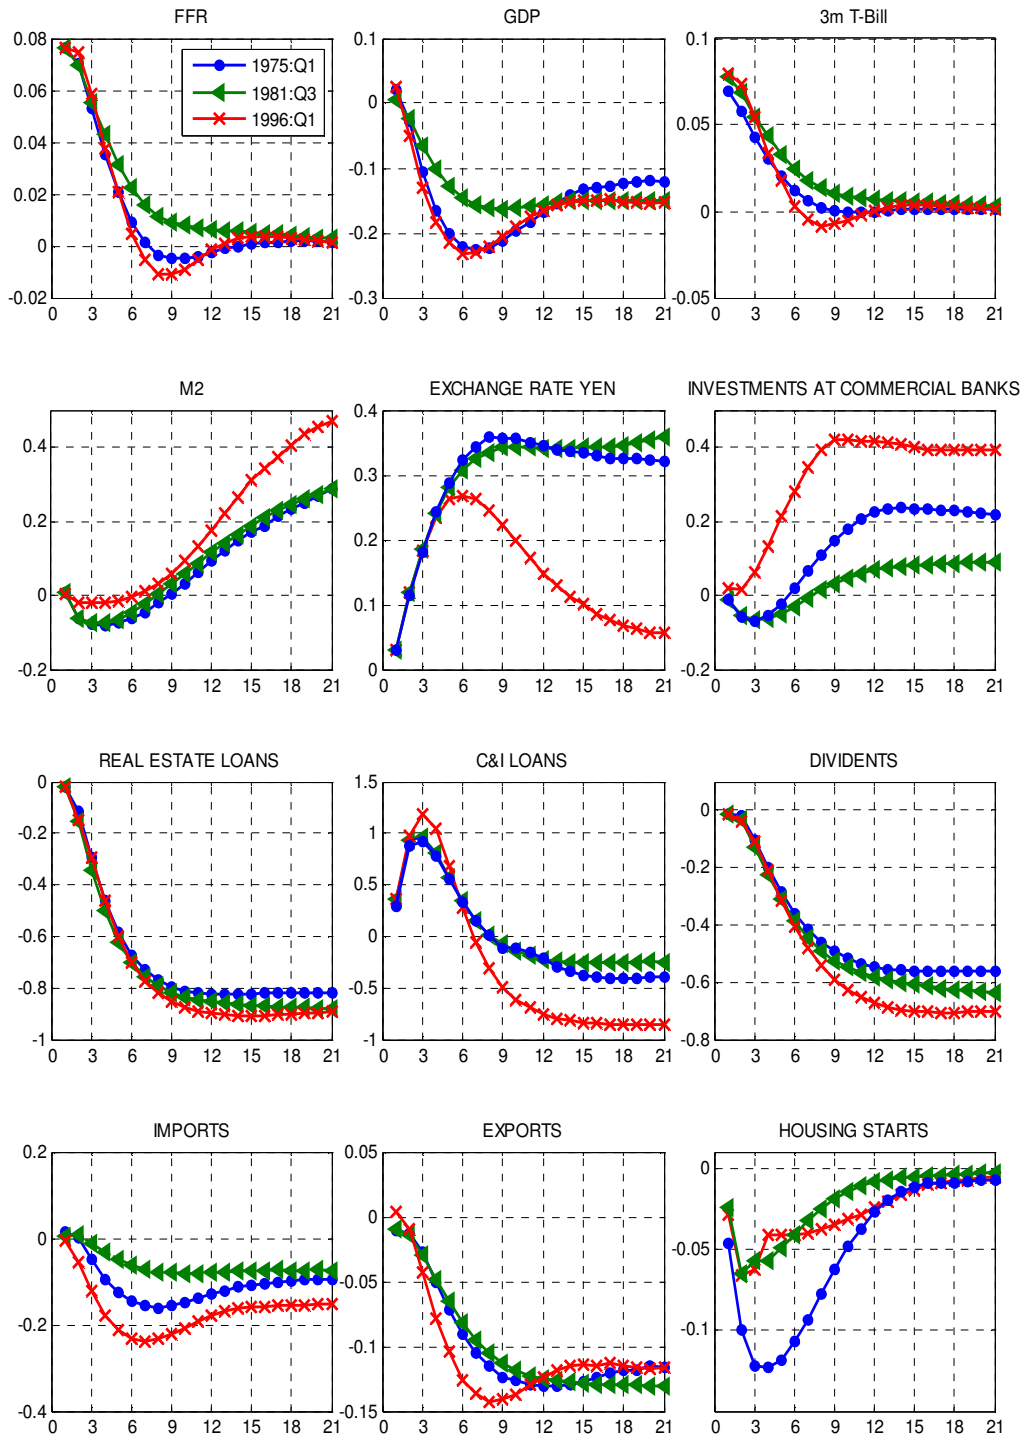 FFR GDP 3m T-Bill
0.08 0.1 0.1
1975:Q1
1981:Q3
1996:Q1
0.06 0
0.05
0.04 -0.1
0.02
0
0 -0.2
-0.02 -0.3 -0.05
0 3 6 9 12 15 18 21 0 3 6 9 12 15 18 21 0 3 6 9 12 15 18 21
M2 EXCHANGE RATE YEN INVESTMENTS AT COMMERCIAL BANKS
0.4 0.4 0.4
0.3
0.2 0.2 0.2
0 0.1 0
-0.2 0 -0.2
0 3 6 9 12 15 18 21 0 3 6 9 12 15 18 21 0 3 6 9 12 15 18 21
REAL ESTATE LOANS C&I LOANS DIVIDENTS
0 1.5 0
-0.2 1 -0.2
-0.4 0.5 -0.4
-0.6 0 -0.6
-0.8 -0.5
-1 -1 -0.8
0 3 6 9 12 15 18 21 0 3 6 9 12 15 18 21 0 3 6 9 12 15 18 21
IMPORTS EXPORTS HOUSING STARTS
0.2 0.05 0
0 0 -0.05
-0.05
-0.2 -0.1 -0.1
-0.4 -0.15
0 3 6 9 12 15 18 21 0 3 6 9 12 15 18 21 0 3 6 9 12 15 18 21